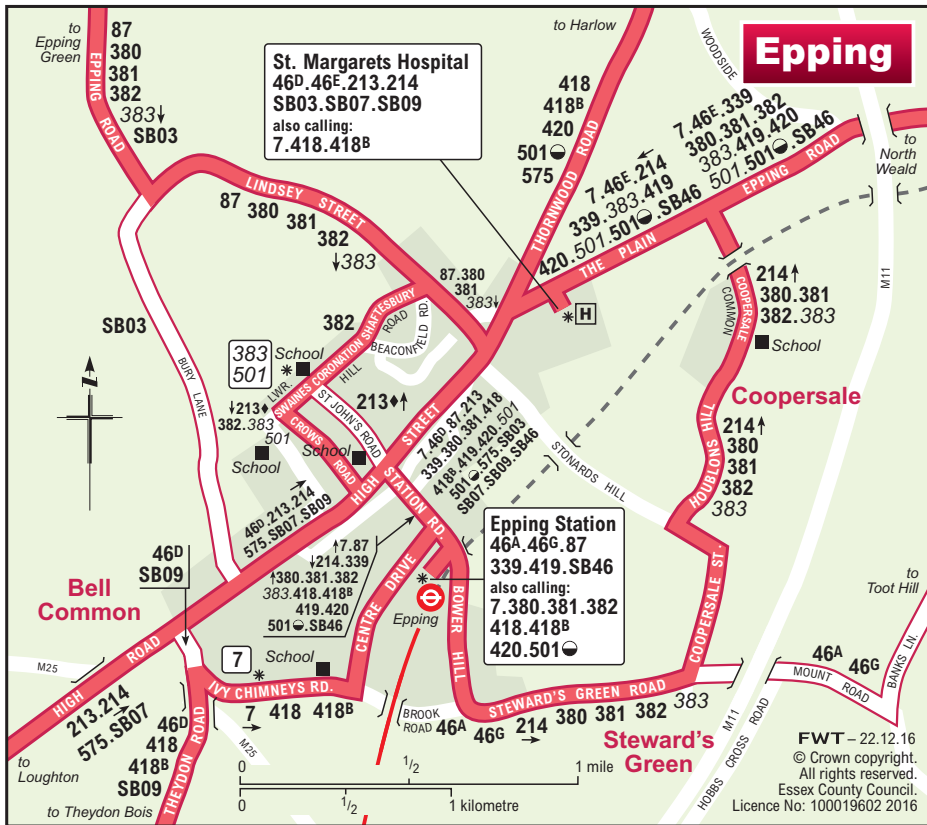 Epping
to
Epping
Green
87
380
381
382
383↓
SB03
EPPING ROAD
St. Margarets Hospital
46D.46E.213.214
SB03.SB07.SB09
also calling:
7.418.418B
to Harlow
418
418B
420
501
575
THORNWOOD ROAD
WOODSIDE
7.46E.339
380.381.382
383.419.420
501.501.SB46
EPPING ROAD
to
North
Weald
7.46E.214
339.383.419
420.501.501.SB46
THE PLAIN
LINDSEY STREET
87 380 381 382
↓383
87.380
381
383↓
H
M11
SB03
BURY LANE
382
SHAFTESBURY ROAD
BEACONFIELD RD.
CORONATION HILL
LWR. SWAINES
383
501
School
ST JOHN'S ROAD
213♦↑
↓213♦
382.383
501
School
CROWS ROAD
School
HIGH STREET
7.46D.87.213
339.380.381.418
418B.419.420.501
501.575.SB03
SB07.SB09.SB46
STATION RD.
STONARDS HILL
COOPERSALE COMMON
214↑
380.381
382.383
School
Coopersale
214↑
380
381
382
383
HOUBLONS HILL
COOPERSALE ST.
N
→
46D.213.214
575.SB07.SB09
46D
SB09
Bell
Common
↑7.87
↓214.339
↑380.381.382
383.418.418B
419.420
501.SB46
CENTRE DRIVE
Epping Station
46A.46G.87
339.419.SB46
also calling:
7.380.381.382
418.418B
420.501
Epping
BOWER HILL
to
Toot Hill
M25
HIGH ROAD
213.214
575.SB07
7
School
IVY CHIMNEYS RD.
7 418 418B
→
BROOK ROAD
46A 46G 214 380 381 382 383
→
STEWARD'S GREEN ROAD
46A 46G
MOUNT ROAD
BANKS LN.
to
Loughton
46D
418
418B
SB09
THEYDON ROAD
M25
to Theydon Bois
Steward's
Green
M11
HOBBS CROSS ROAD
0 1/2 1 mile
0 1/2 1 kilometre
FWT – 22.12.16
© Crown copyright.
All rights reserved.
Essex County Council.
Licence No: 100019602 2016